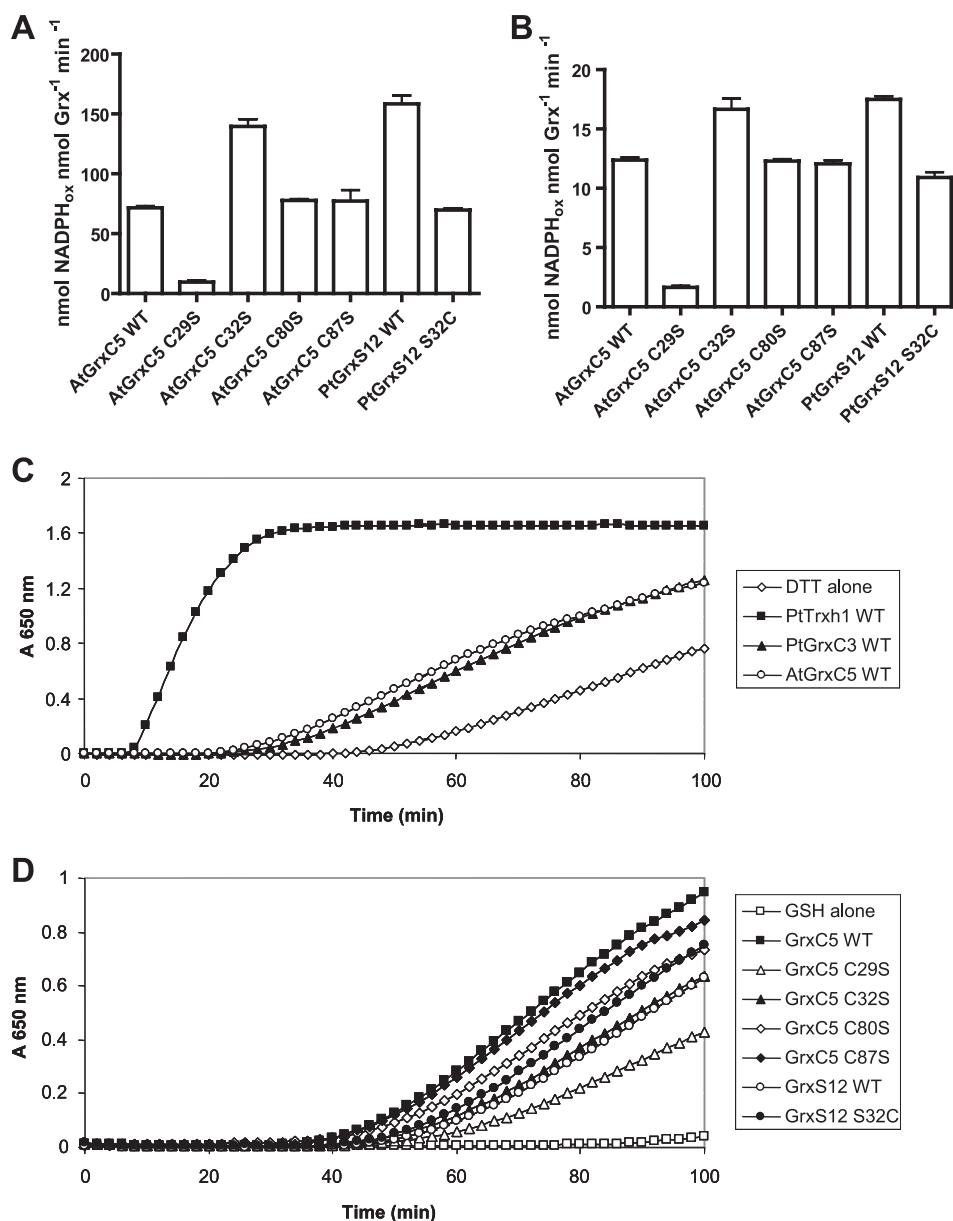 A
nmol NADPHox nmol Grx-1 min -1
200
150
100
50
0
AtGrxC5 WT
AtGrxC5 C29S
AtGrxC5 C32S
AtGrxC5 C80S
AtGrxC5 C87S
PtGrxS12 WT
PtGrxS12 S32C
B
nmol NADPHox nmol Grx-1 min-1
20
15
10
5
0
AtGrxC5 WT
AtGrxC5 C29S
AtGrxC5 C32S
AtGrxC5 C80S
AtGrxC5 C87S
PtGrxS12 WT
PtGrxS12 S32C
C
A 650 nm
2
1.6
1.2
0.8
0.4
0
0 20 40 60 80 100
Time (min)
DTT alone
PtTrxh1 WT
PtGrxC3 WT
AtGrxC5 WT
D
A 650 nm
1
0.8
0.6
0.4
0.2
0
0 20 40 60 80 100
Time (min)
GSH alone
GrxC5 WT
GrxC5 C29S
GrxC5 C32S
GrxC5 C80S
GrxC5 C87S
GrxS12 WT
GrxS12 S32C